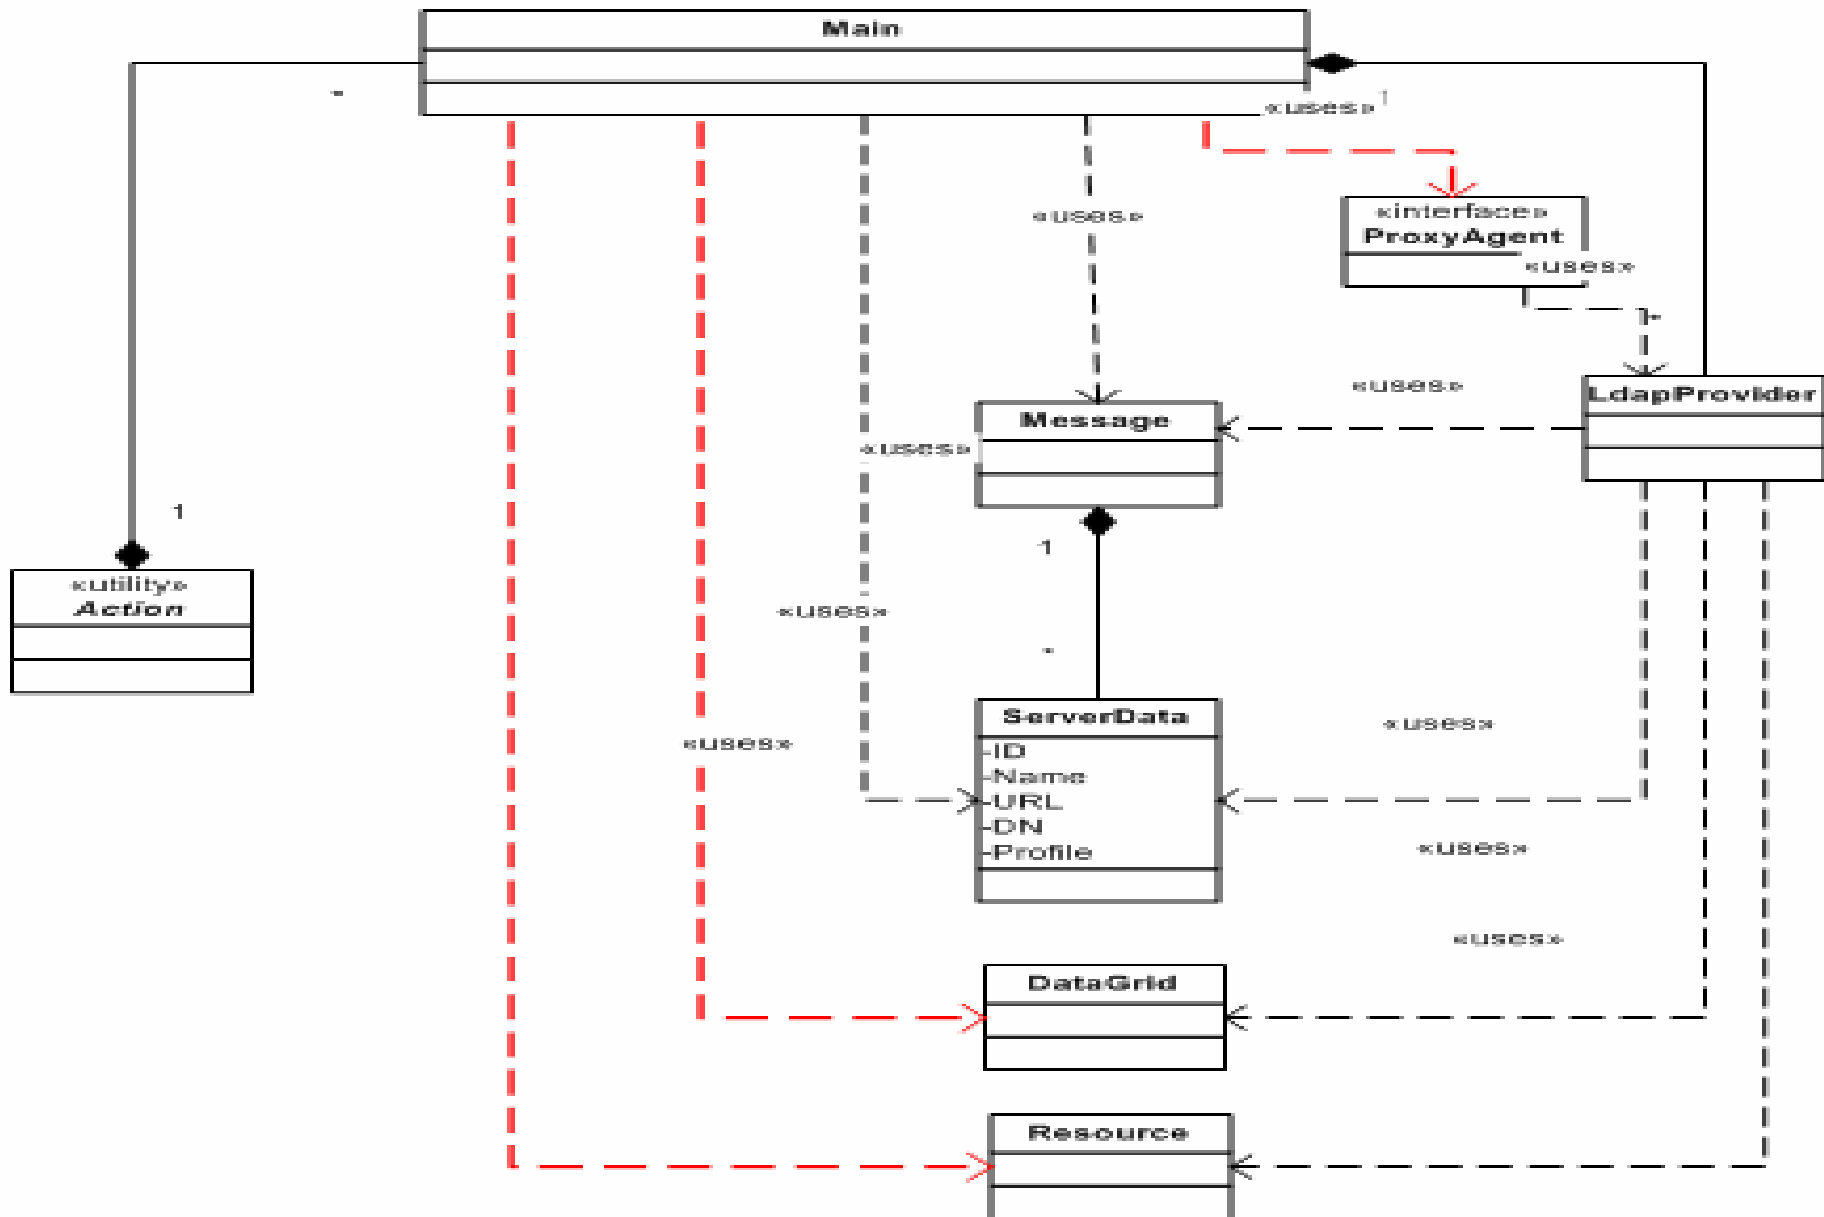 Main
*
«uses»
1
«uses»
«interface»
ProxyAgent
«uses»
*
«uses»
LdapProvider
Message
«uses»
1
1
«utility»
Action
«uses»
*
ServerData
«uses»
«uses»
-ID
-Name
-URL
-DN
-Profile
«uses»
«uses»
DataGrid
Resource